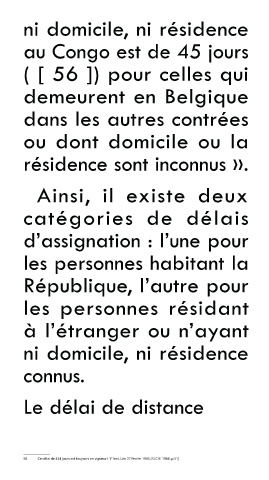 ni domicile, ni résidence
au Congo est de 45 jours
( [ 56 ]) pour celles qui
demeurent en Belgique
dans les autres contrées
ou dont domicile ou la
résidence sont inconnus ».
Ainsi, il existe deux
catégories de délais
d’assignation : l’une pour
les personnes habitant la
République, l’autre pour
les personnes résidant
à l’étranger ou n’ayant
ni domicile, ni résidence
connus.
Le délai de distance